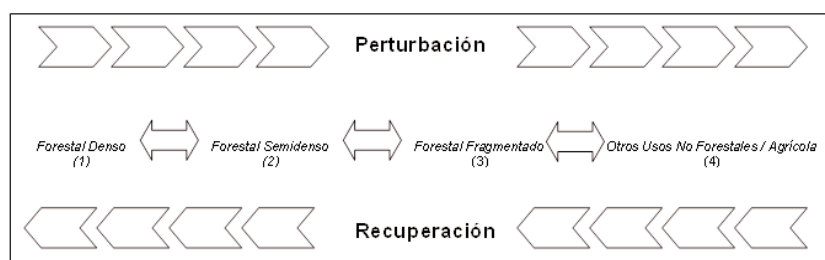 Perturbación
Forestal Denso
(1)
Forestal Semidenso
(2)
Forestal Fragmentado
(3)
Otros Usos No Forestales / Agrícola
(4)
Recuperación